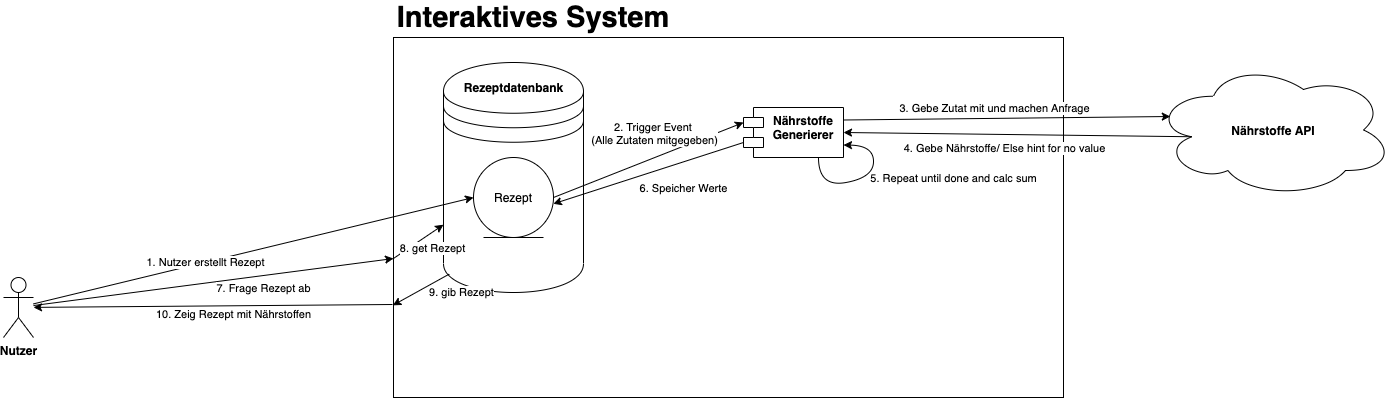 Interaktives System
Rezeptdatenbank
Rezept
2. Trigger Event
(Alle Zutaten mitgegeben)
6. Speicher Werte
Nährstoffe
Generierer
3. Gebe Zutat mit und machen Anfrage
4. Gebe Nährstoffe/ Else hint for no value
5. Repeat until done and calc sum
Nährstoffe API
1. Nutzer erstellt Rezept
8. get Rezept
7. Frage Rezept ab
9. gib Rezept
10. Zeig Rezept mit Nährstoffen
Nutzer